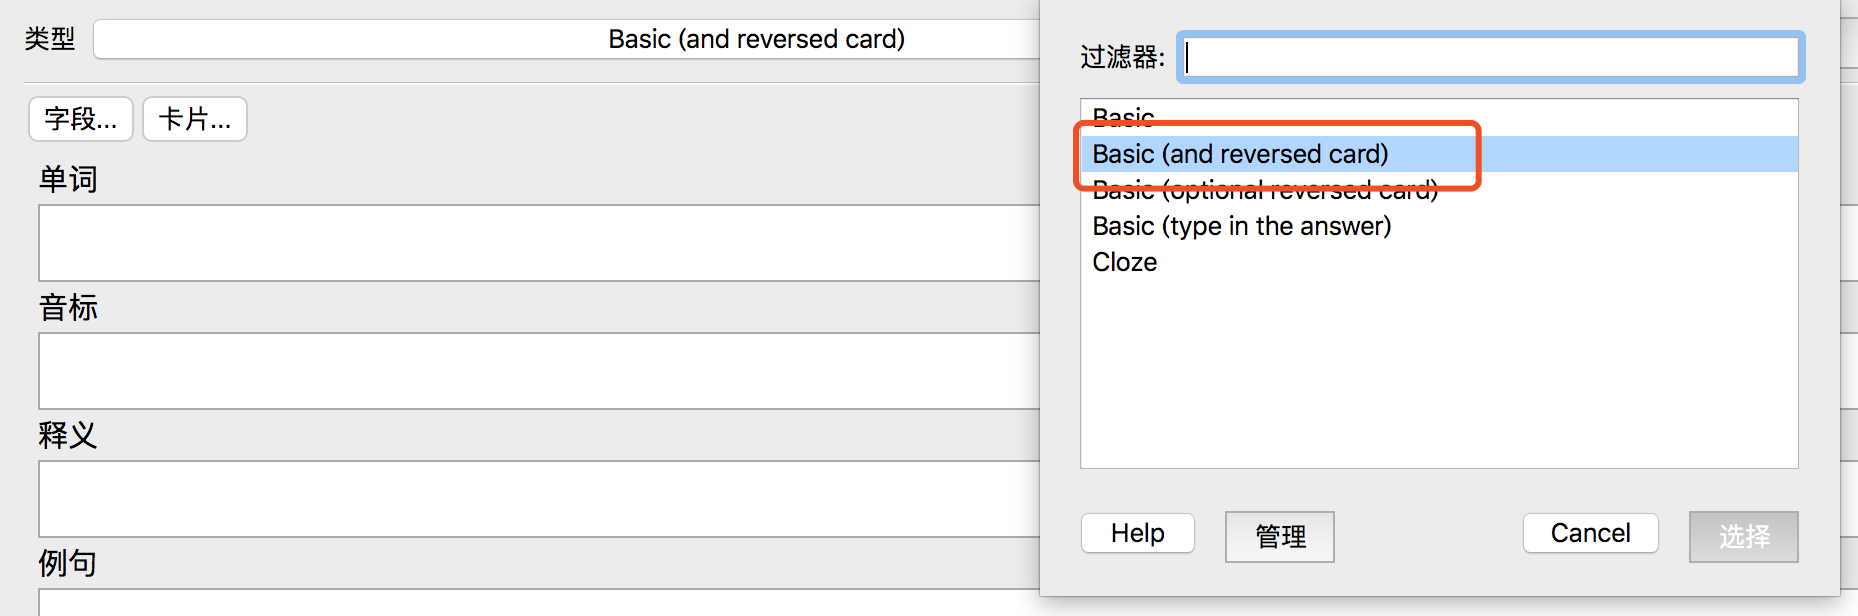 类型
Basic (and reversed card)
字段...
卡片...
单词
音标
释义
例句
过滤器:
Basic
Basic (and reversed card)
Basic (optional reversed card)
Basic (type in the answer)
Cloze
Help
管理
Cancel
选择